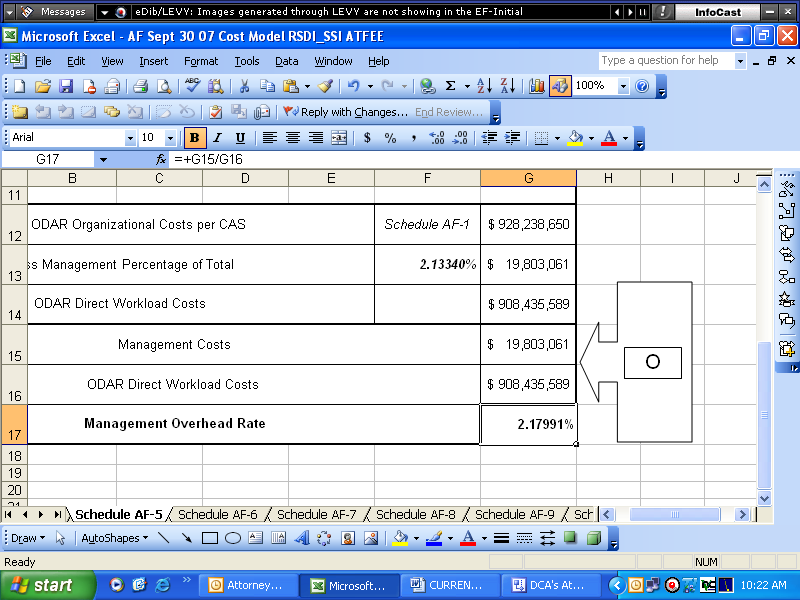 Messages eDib/LEVY: Images generated through LEVY are not showing in the EF-Initial InfoCast
Microsoft Excel - AF Sept 30 07 Cost Model RSDI_SSI ATFEE
File Edit View Insert Format Tools Data Window Help Type a question for help
100%
Reply with Changes... End Review...
Arial 10 B I U $ % ,
G17 fx =+G15/G16
B C D E F G H I J
11
12 ODAR Organizational Costs per CAS Schedule AF-1 $ 928,238,650
13 ss Management Percentage of Total 2.13340% $ 19,803,061
14 ODAR Direct Workload Costs $ 908,435,589
15 Management Costs $ 19,803,061
O
16 ODAR Direct Workload Costs $ 908,435,589
17 Management Overhead Rate 2.17991%
18
19
20
21
Schedule AF-5 Schedule AF-6 Schedule AF-7 Schedule AF-8 Schedule AF-9 Sch
Draw AutoShapes
Ready NUM
start Attorney... Microsoft... CURREN... DCA's At... 10:22 AM